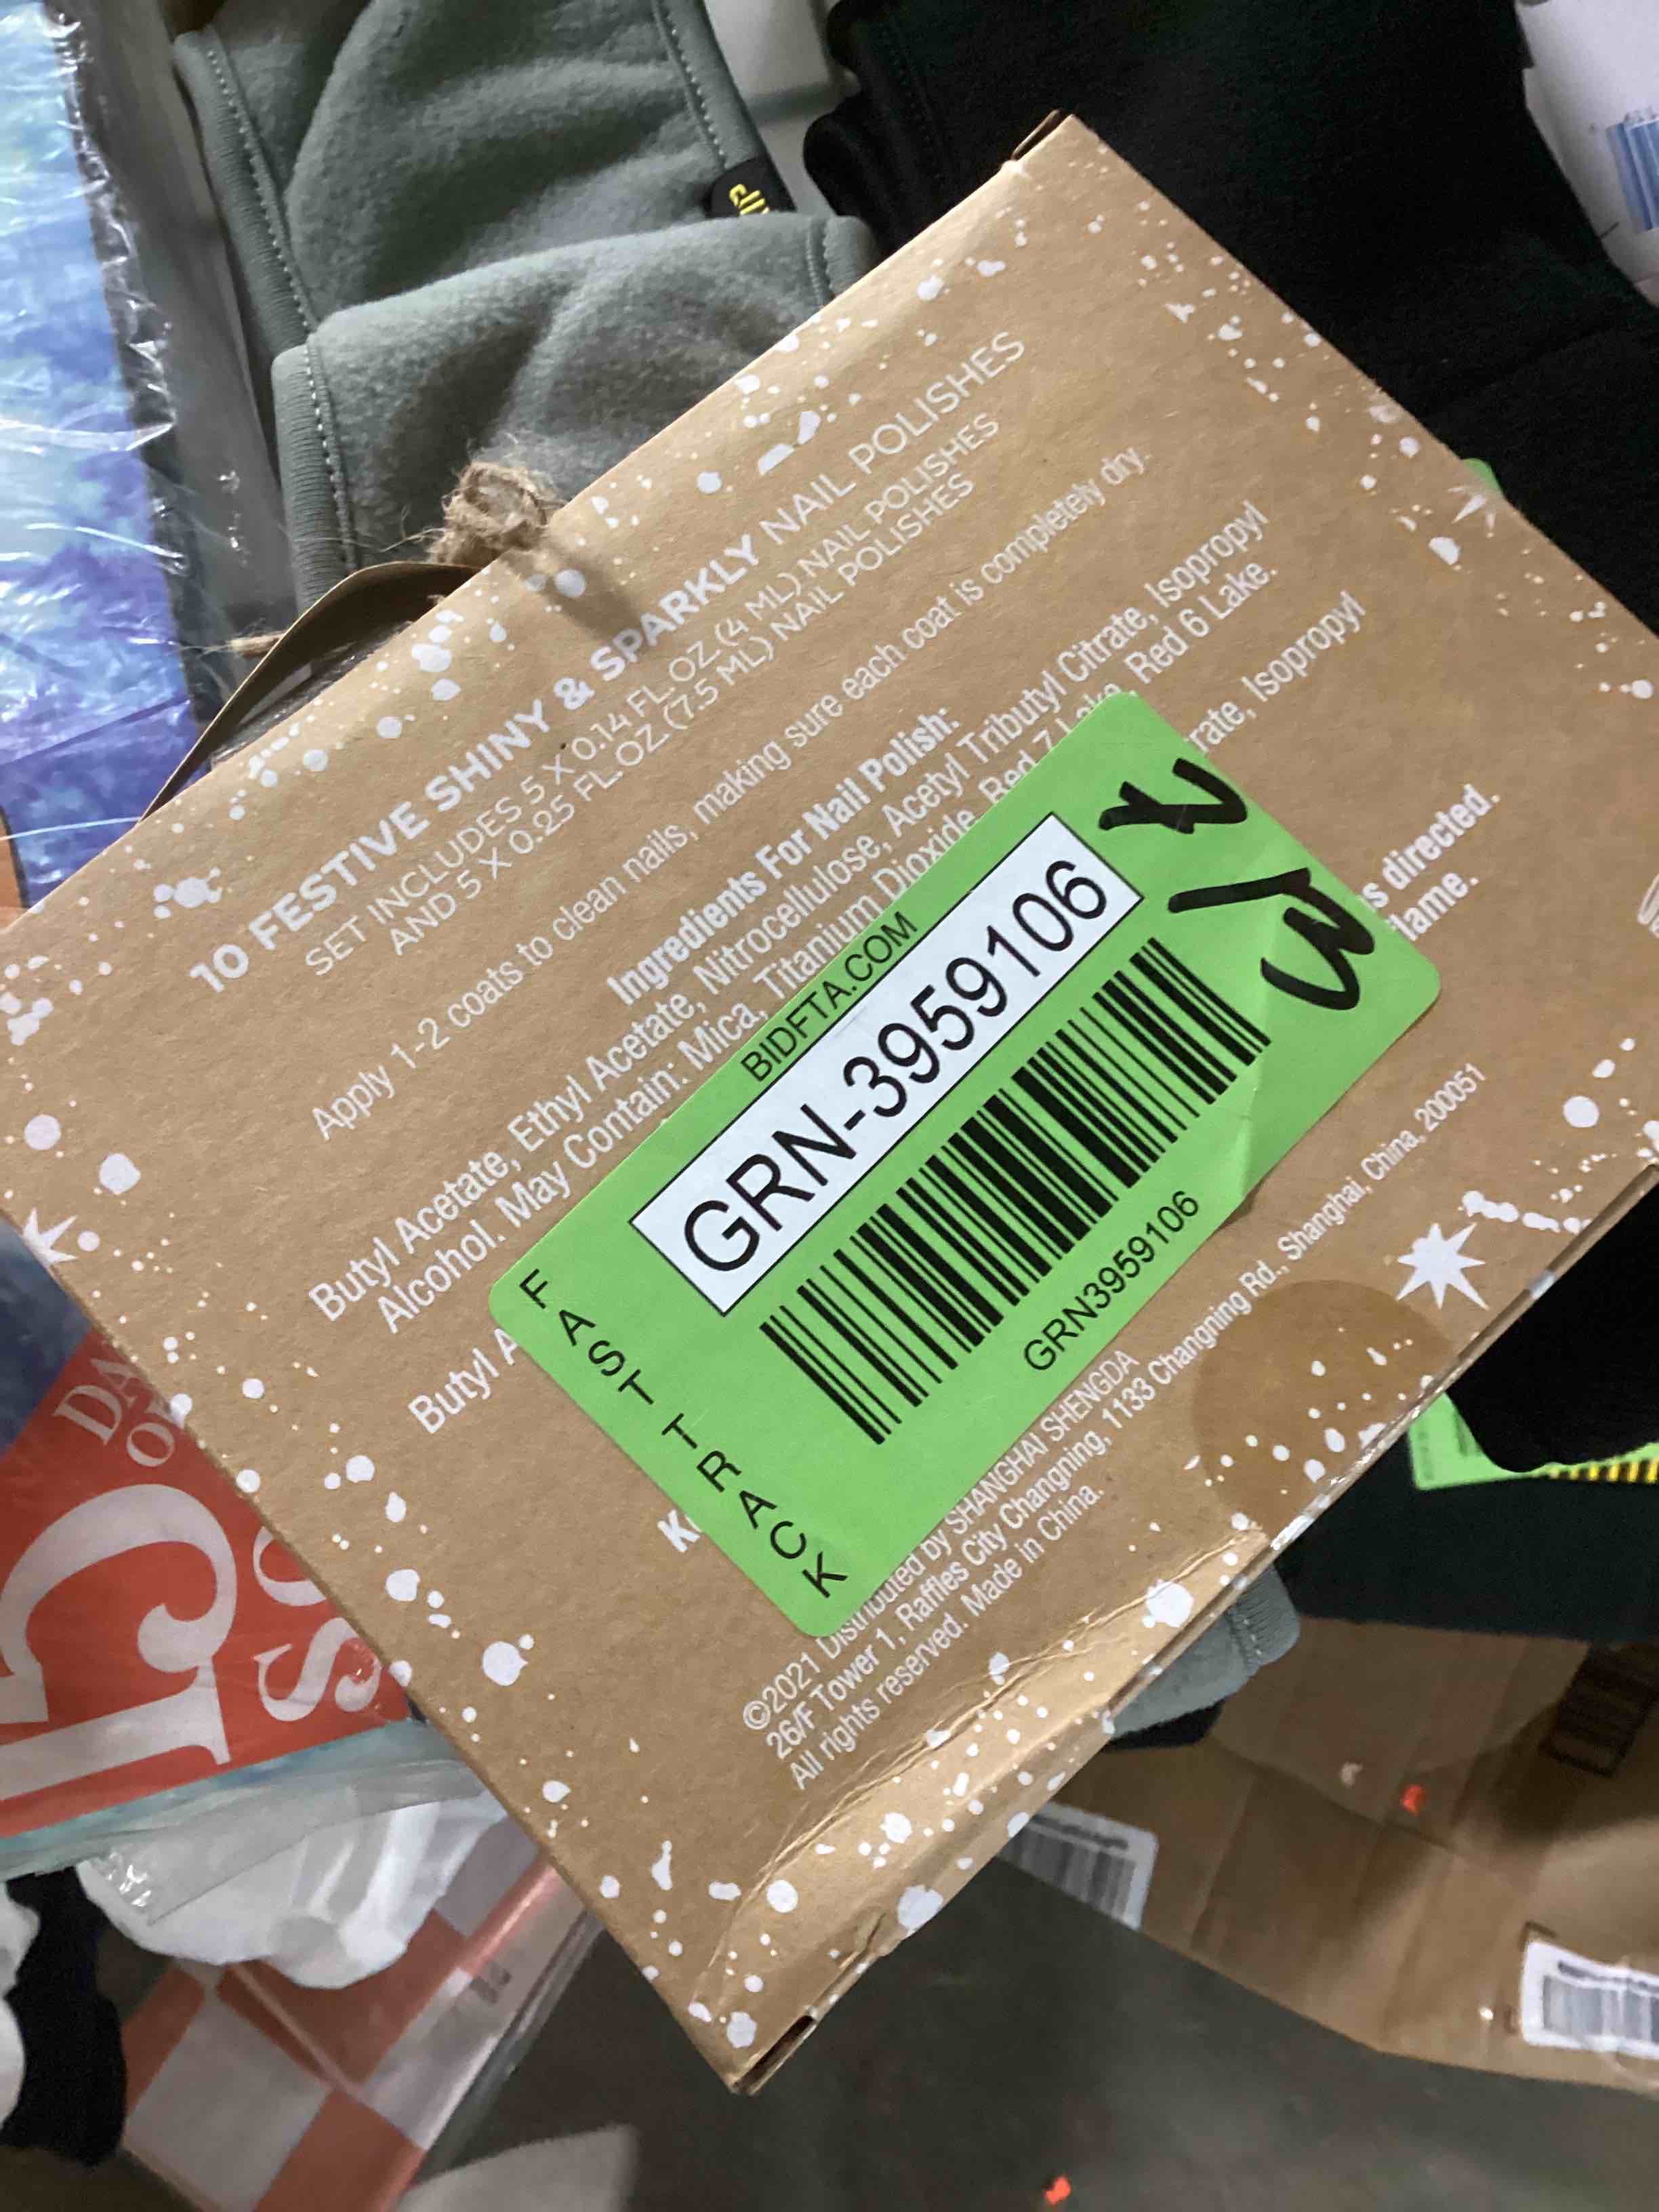 10 FESTIVE SHINY & SPARKLY NAIL POLISHES
SET INCLUDES 5 X 0.14 FL. OZ. (4 ML) NAIL POLISHES
AND 5 X 0.25 FL. OZ. (7.5 ML) NAIL POLISHES
Apply 1-2 coats to clean nails, making sure each coat is completely dry.
Ingredients For Nail Polish:
Butyl Acetate, Ethyl Acetate, Nitrocellulose, Acetyl Tributyl Citrate, Isopropyl
Alcohol. May Contain: Mica, Titanium Dioxide, Red 7 Lake, Red 6 Lake.
Butyl A
rate, Isopropyl
s directed.
lame.
BIDFTA.COM
GRN-3959106
GRN3959106
FAST TRACK
©2021 Distributed by SHANGHAI SHENGDA
26/F Tower 1, Raffles City Changning, 1133 Changning Rd., Shanghai, China, 200051
All rights reserved. Made in China.
DA
5